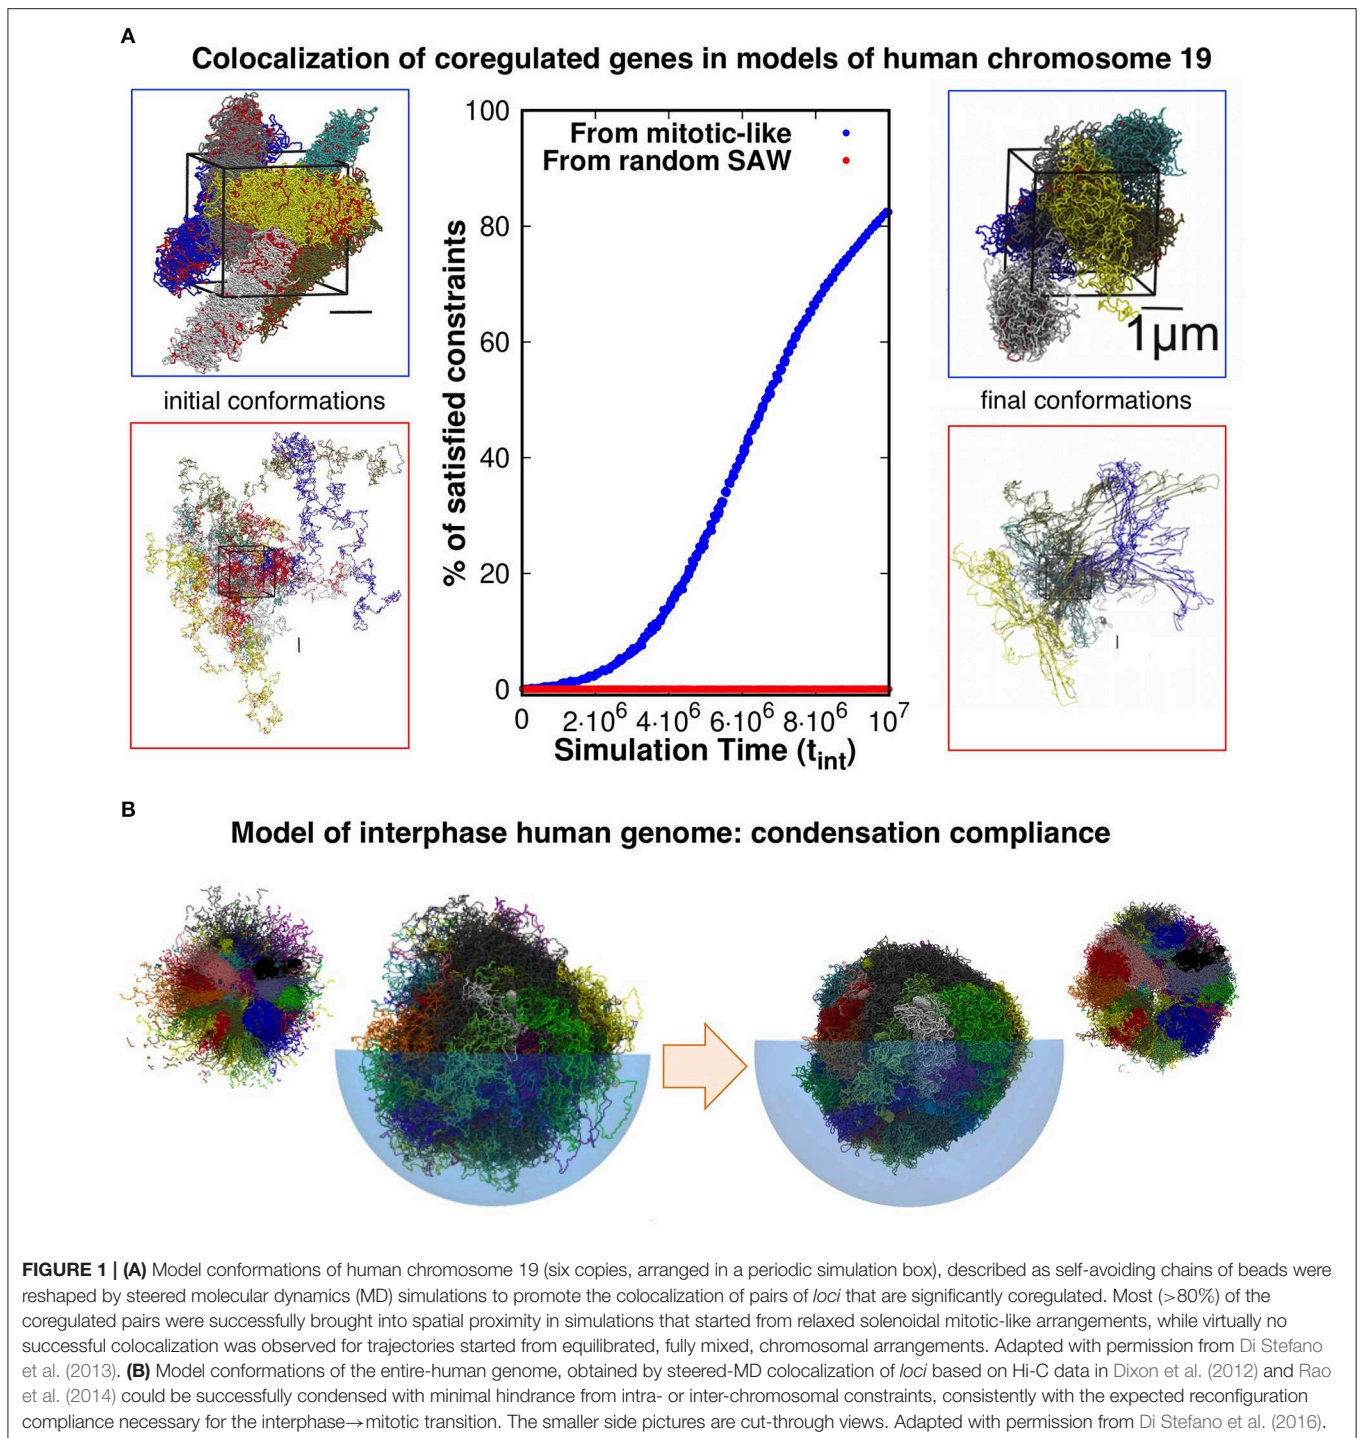 A
Colocalization of coregulated genes in models of human chromosome 19
100
80
60
40
20
0
% of satisfied constraints
From mitotic-like
From random SAW
0 2·10⁶ 4·10⁶ 6·10⁶ 8·10⁶ 10⁷
Simulation Time (t_int)
initial conformations
1μm
final conformations
B
Model of interphase human genome: condensation compliance
FIGURE 1 | (A) Model conformations of human chromosome 19 (six copies, arranged in a periodic simulation box), described as self-avoiding chains of beads were
reshaped by steered molecular dynamics (MD) simulations to promote the colocalization of pairs of loci that are significantly coregulated. Most (>80%) of the
coregulated pairs were successfully brought into spatial proximity in simulations that started from relaxed solenoidal mitotic-like arrangements, while virtually no
successful colocalization was observed for trajectories started from equilibrated, fully mixed, chromosomal arrangements. Adapted with permission from Di Stefano
et al. (2013). (B) Model conformations of the entire-human genome, obtained by steered-MD colocalization of loci based on Hi-C data in Dixon et al. (2012) and Rao
et al. (2014) could be successfully condensed with minimal hindrance from intra- or inter-chromosomal constraints, consistently with the expected reconfiguration
compliance necessary for the interphase→mitotic transition. The smaller side pictures are cut-through views. Adapted with permission from Di Stefano et al. (2016).